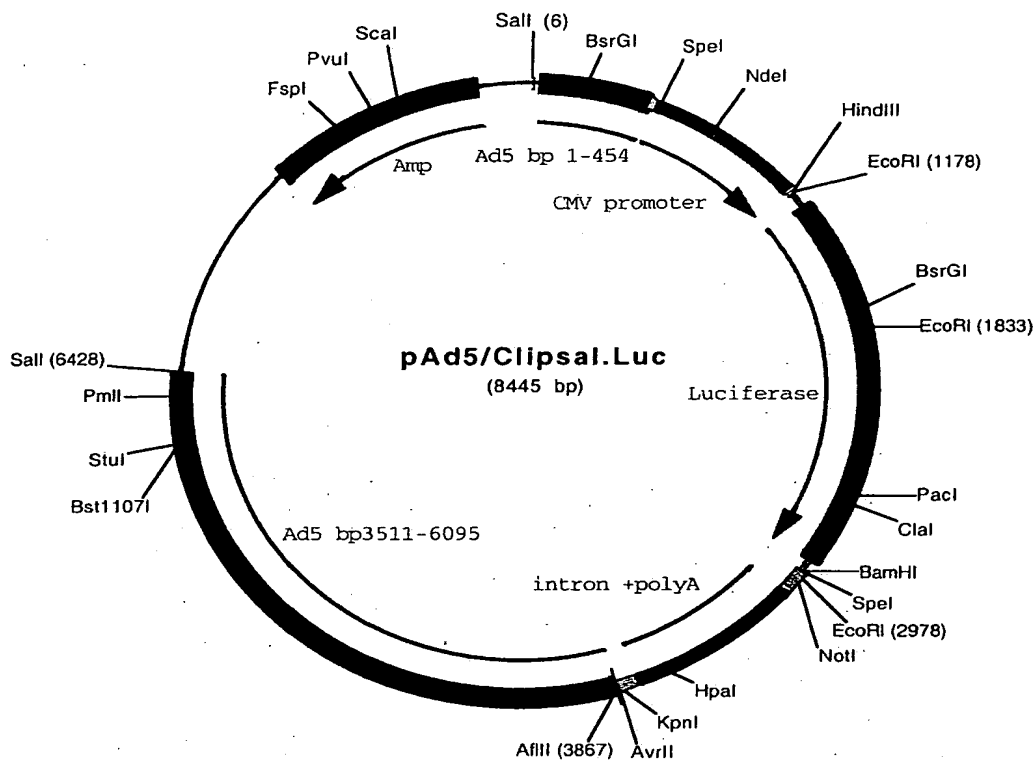 SalI (6)
ScaI
BsrGI
SpeI
PvuI
NdeI
FspI
HindIII
EcoRI (1178)
Amp
Ad5 bp 1-454
CMV promoter
BsrGI
EcoRI (1833)
pAd5/Clipsal.Luc
(8445 bp)
SalI (6428)
PmlI
Luciferase
StuI
Bst1107I
PacI
ClaI
Ad5 bp3511-6095
BamHI
intron +polyA
SpeI
EcoRI (2978)
NotI
HpaI
KpnI
AflII (3867)
AvrII